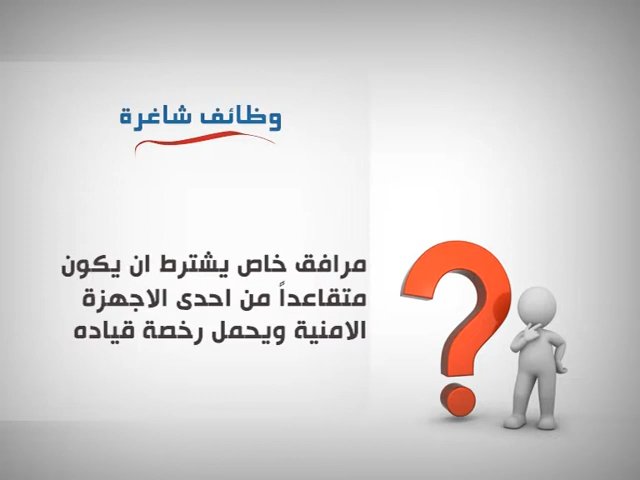 وظائف شاغرة
مرافق خاص يشترط ان يكون
متقاعداً من احدى الاجهزة
الامنية ويحمل رخصة قياده